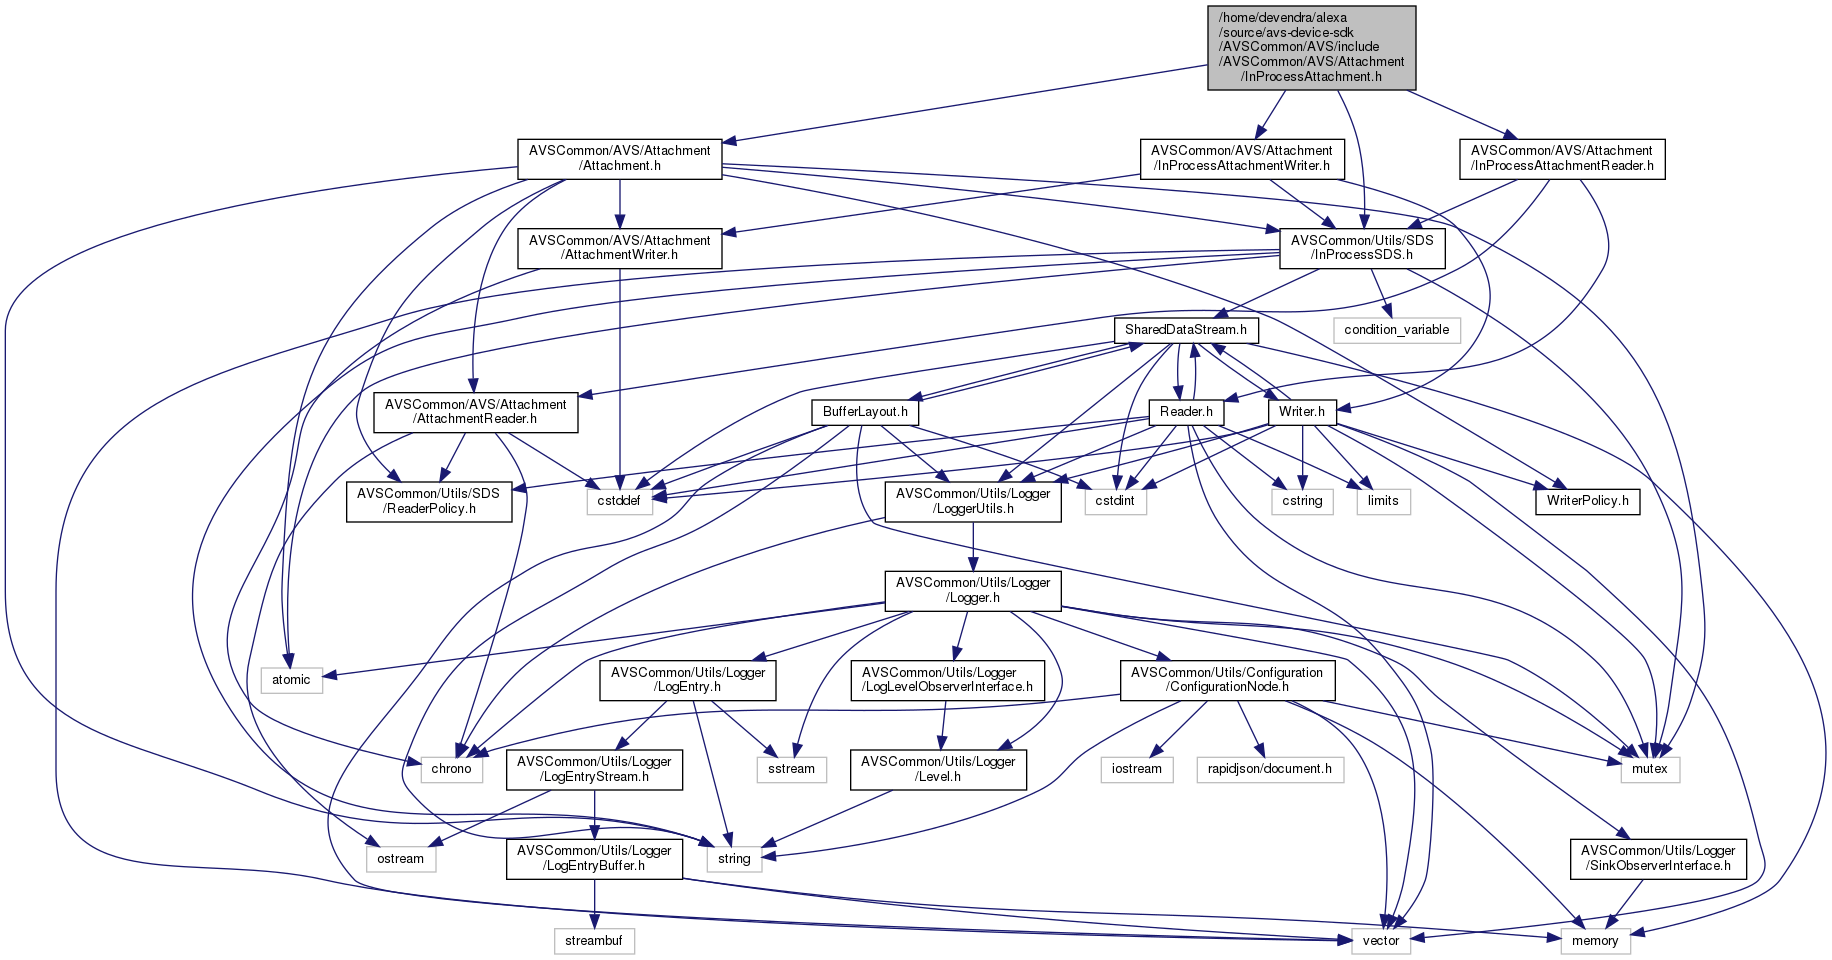 /home/devendra/alexa
/source/avs-device-sdk
/AVSCommon/AVS/include
/AVSCommon/AVS/Attachment
/InProcessAttachment.h
AVSCommon/AVS/Attachment
/Attachment.h
AVSCommon/AVS/Attachment
/InProcessAttachmentWriter.h
AVSCommon/AVS/Attachment
/InProcessAttachmentReader.h
AVSCommon/AVS/Attachment
/AttachmentWriter.h
AVSCommon/Utils/SDS
/InProcessSDS.h
SharedDataStream.h
condition_variable
AVSCommon/AVS/Attachment
/AttachmentReader.h
BufferLayout.h
Reader.h
Writer.h
AVSCommon/Utils/SDS
/ReaderPolicy.h
cstddef
AVSCommon/Utils/Logger
/LoggerUtils.h
cstdint
cstring
limits
WriterPolicy.h
AVSCommon/Utils/Logger
/Logger.h
atomic
AVSCommon/Utils/Logger
/LogEntry.h
AVSCommon/Utils/Logger
/LogLevelObserverInterface.h
AVSCommon/Utils/Configuration
/ConfigurationNode.h
chrono
AVSCommon/Utils/Logger
/LogEntryStream.h
sstream
AVSCommon/Utils/Logger
/Level.h
iostream
rapidjson/document.h
mutex
ostream
AVSCommon/Utils/Logger
/LogEntryBuffer.h
string
AVSCommon/Utils/Logger
/SinkObserverInterface.h
streambuf
vector
memory